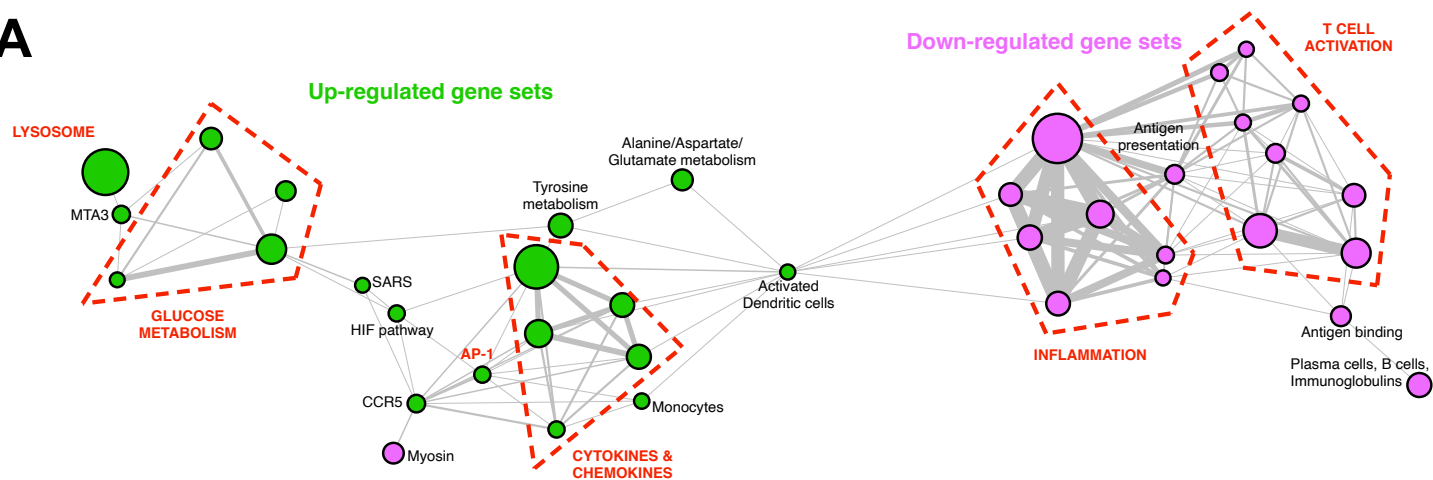 A
Up-regulated gene sets
Down-regulated gene sets
T CELL
ACTIVATION
LYSOSOME
MTA3
GLUCOSE
METABOLISM
Alanine/Aspartate/
Glutamate metabolism
Tyrosine
metabolism
SARS
HIF pathway
AP-1
CCR5
Myosin
Monocytes
CYTOKINES &
CHEMOKINES
Activated
Dendritic cells
Antigen
presentation
INFLAMMATION
Antigen binding
Plasma cells, B cells,
Immunoglobulins